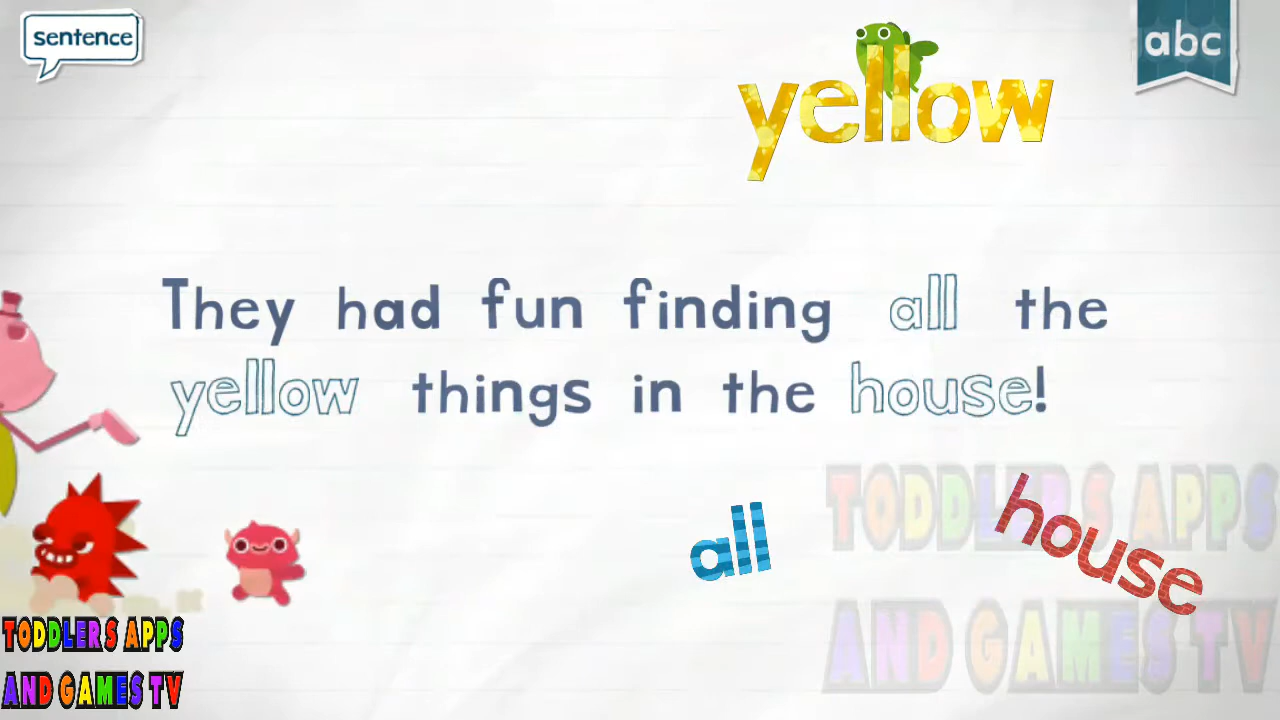 sentence
yellow
abc
They had fun finding all the
yellow things in the house!
all
house
TODDLERS APPS
AND GAMES TV
TODDLERS APPS
AND GAMES TV